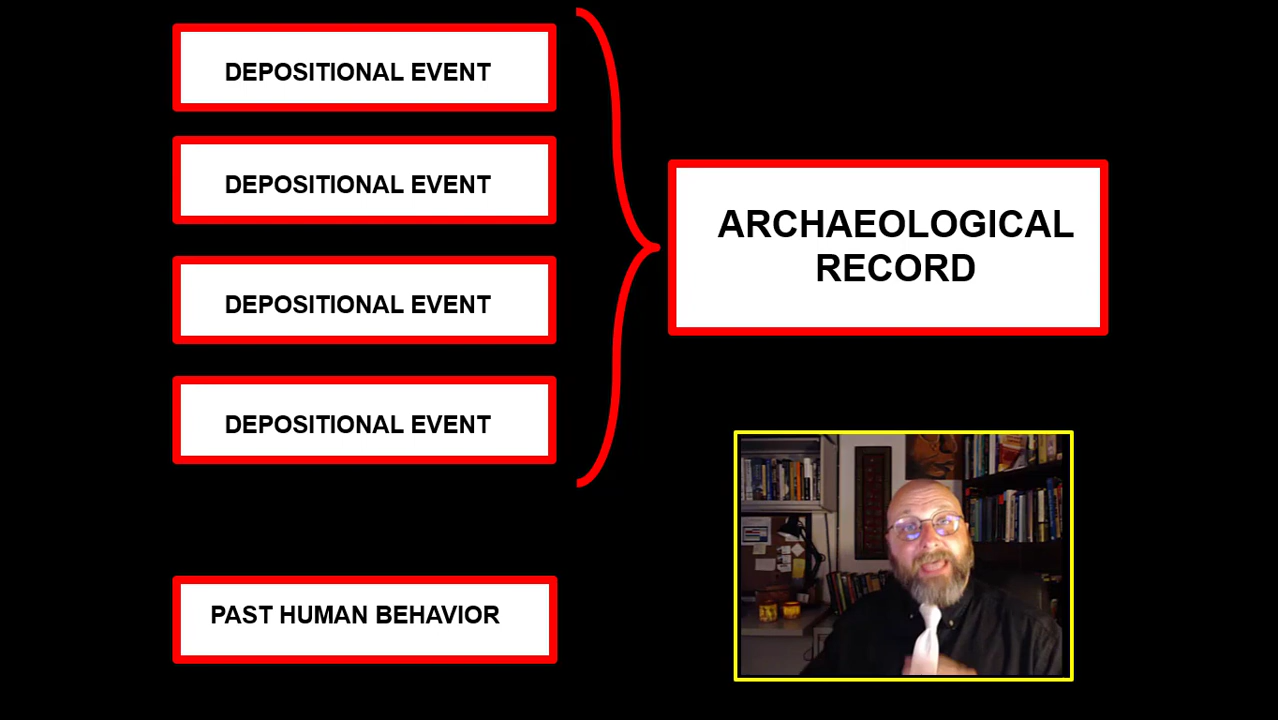 DEPOSITIONAL EVENT
DEPOSITIONAL EVENT
DEPOSITIONAL EVENT
DEPOSITIONAL EVENT
ARCHAEOLOGICAL
RECORD
PAST HUMAN BEHAVIOR